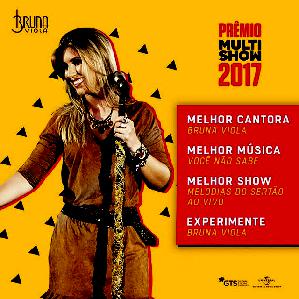 BRUNA
VIOLA
PRÊMIO
MULTI
SHOW
2017
MELHOR CANTORA
BRUNA VIOLA
MELHOR MÚSICA
VOCÊ NÃO SABE
MELHOR SHOW
MELODIAS DO SERTÃO
AO VIVO
EXPERIMENTE
BRUNA VIOLA
GTS